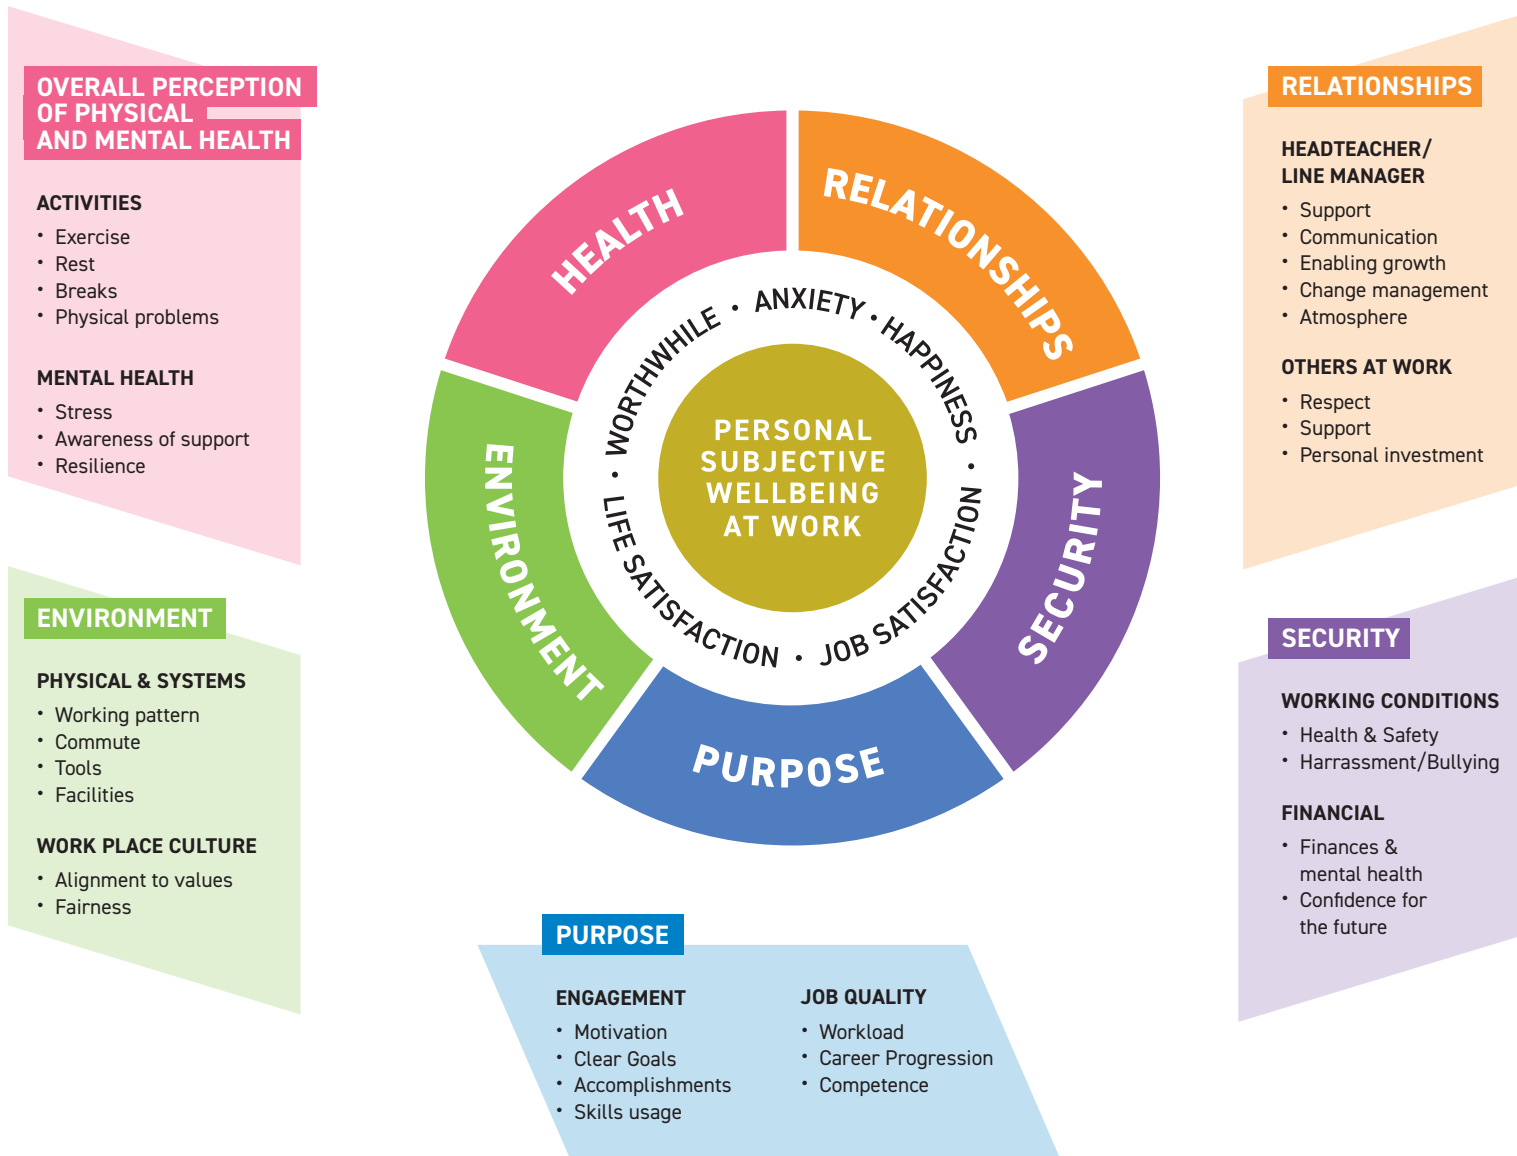 OVERALL PERCEPTION
OF PHYSICAL
AND MENTAL HEALTH
ACTIVITIES
• Exercise
• Rest
• Breaks
• Physical problems
MENTAL HEALTH
• Stress
• Awareness of support
• Resilience
ENVIRONMENT
PHYSICAL & SYSTEMS
• Working pattern
• Commute
• Tools
• Facilities
WORK PLACE CULTURE
• Alignment to values
• Fairness
HEALTH
RELATIONSHIPS
SECURITY
PURPOSE
ENVIRONMENT
WORTHWHILE • ANXIETY • HAPPINESS • JOB SATISFACTION • LIFE SATISFACTION •
PERSONAL
SUBJECTIVE
WELLBEING
AT WORK
RELATIONSHIPS
HEADTEACHER/
LINE MANAGER
• Support
• Communication
• Enabling growth
• Change management
• Atmosphere
OTHERS AT WORK
• Respect
• Support
• Personal investment
SECURITY
WORKING CONDITIONS
• Health & Safety
• Harrassment/Bullying
FINANCIAL
• Finances &
mental health
• Confidence for
the future
PURPOSE
ENGAGEMENT
• Motivation
• Clear Goals
• Accomplishments
• Skills usage
JOB QUALITY
• Workload
• Career Progression
• Competence